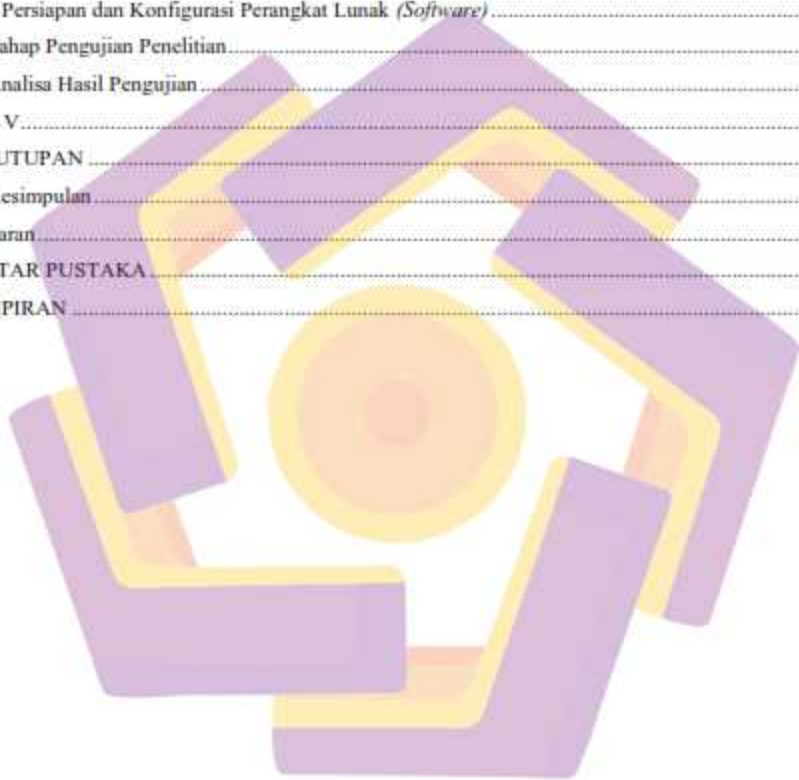 Persiapan dan Konfigurasi Perangkat Lunak (Software)
ahap Pengujian Penelitian
nalisa Hasil Pengujian
V
UTUPAN
esimpulan
aran
TAR PUSTAKA
PIRAN